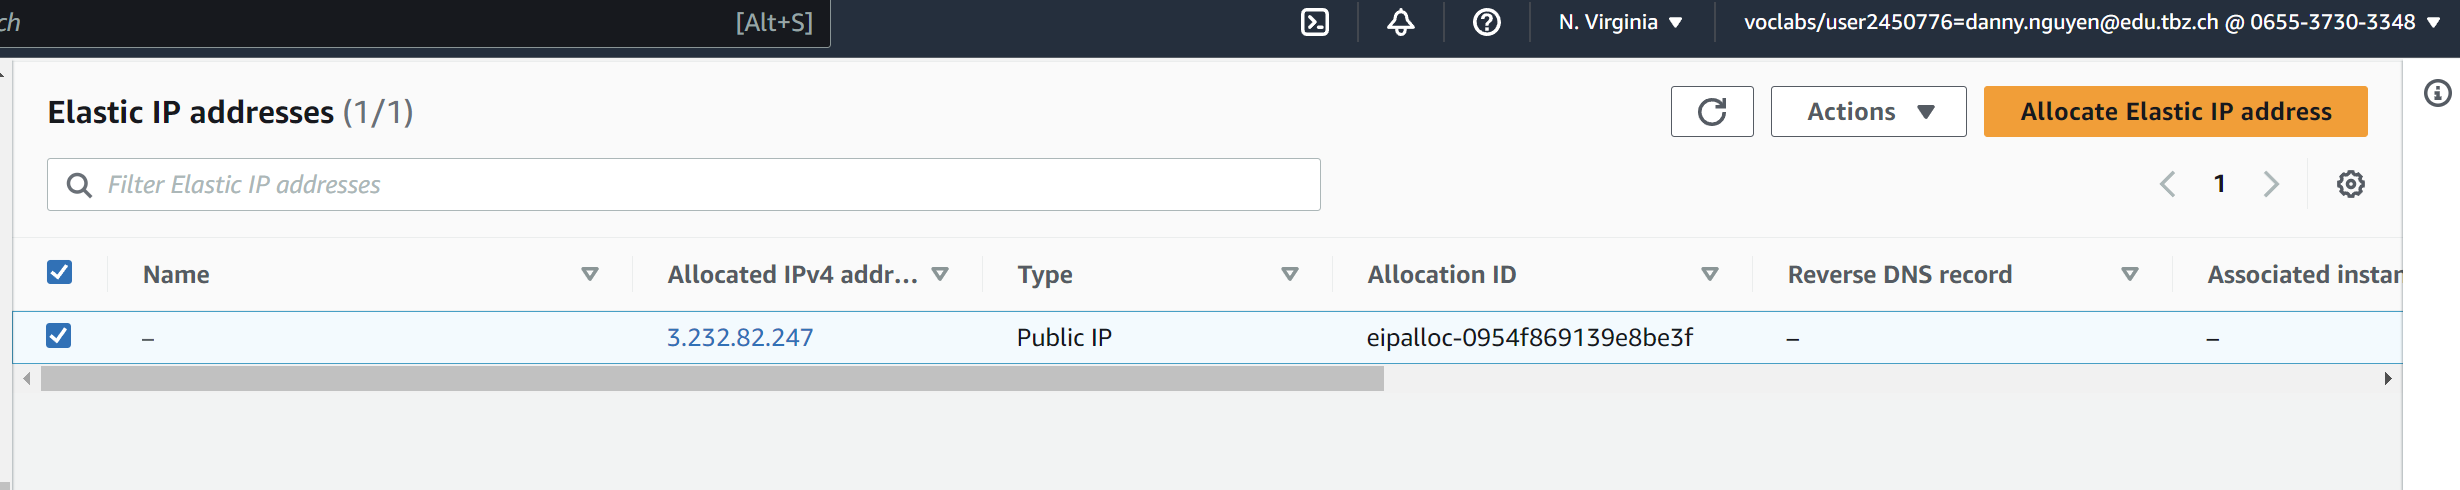 ch [Alt+S] N. Virginia voclabs/user2450776=danny.nguyen@edu.tbz.ch @ 0655-3730-3348
Elastic IP addresses (1/1) Actions Allocate Elastic IP address
Filter Elastic IP addresses 1
Name Allocated IPv4 addr... Type Allocation ID Reverse DNS record Associated instan
– 3.232.82.247 Public IP eipalloc-0954f869139e8be3f – –